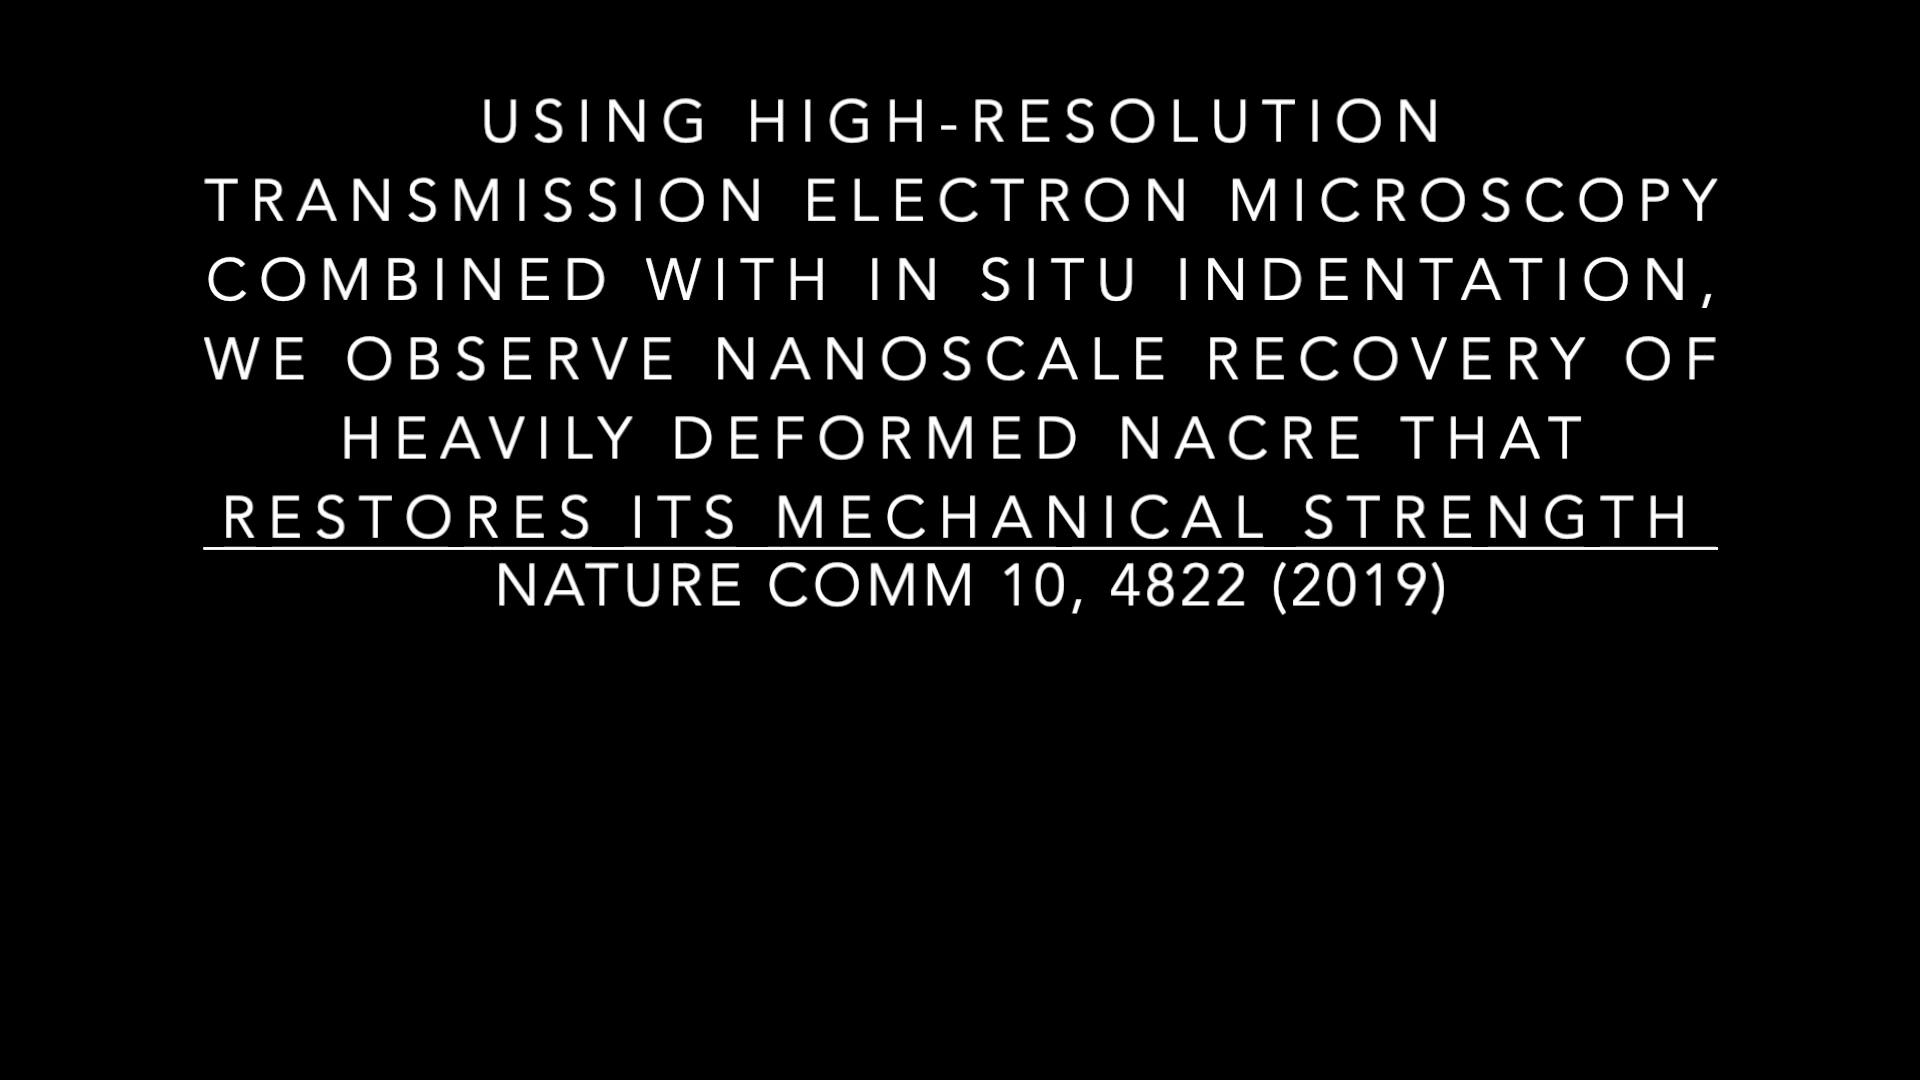 USING HIGH-RESOLUTION
TRANSMISSION ELECTRON MICROSCOPY
COMBINED WITH IN SITU INDENTATION,
WE OBSERVE NANOSCALE RECOVERY OF
HEAVILY DEFORMED NACRE THAT
RESTORES ITS MECHANICAL STRENGTH
NATURE COMM 10, 4822 (2019)